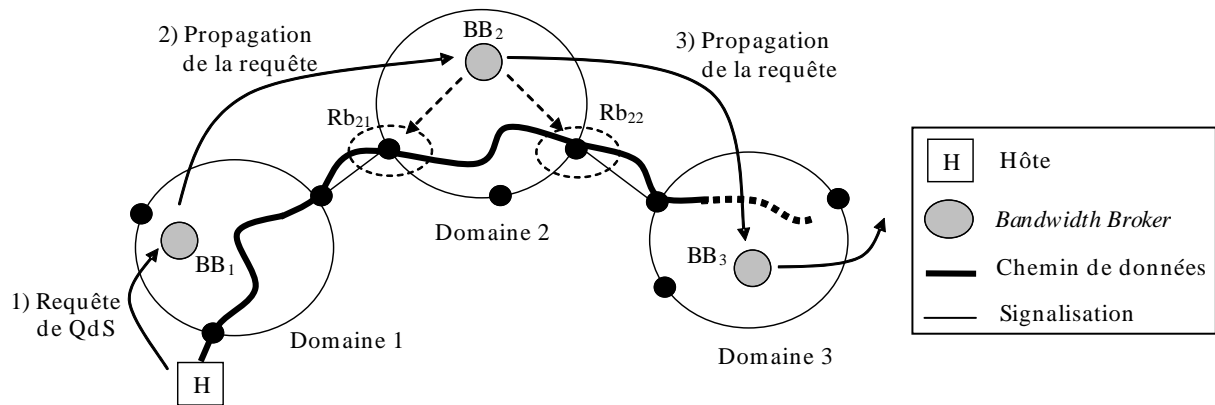 2) Propagation
de la requête
BB2
3) Propagation
de la requête
Rb21
Rb22
H
Hôte
Bandwidth Broker
Chemin de données
Signalisation
BB1
Domaine 2
BB3
1) Requête
de QdS
Domaine 1
Domaine 3
H